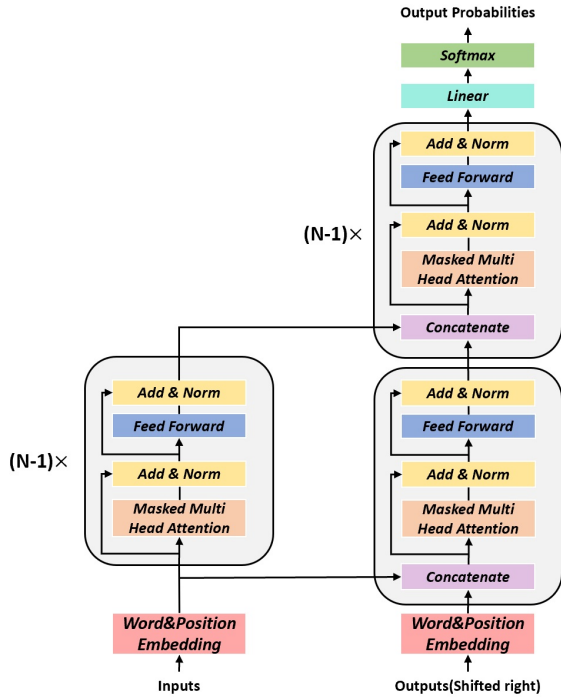 Output Probabilities
Softmax
Linear
Add & Norm
Feed Forward
(N-1)×
Add & Norm
Masked Multi
Head Attention
Concatenate
Add & Norm
Feed Forward
(N-1)×
Add & Norm
Masked Multi
Head Attention
Add & Norm
Feed Forward
Add & Norm
Masked Multi
Head Attention
Concatenate
Word&Position
Embedding
Inputs
Word&Position
Embedding
Outputs(Shifted right)